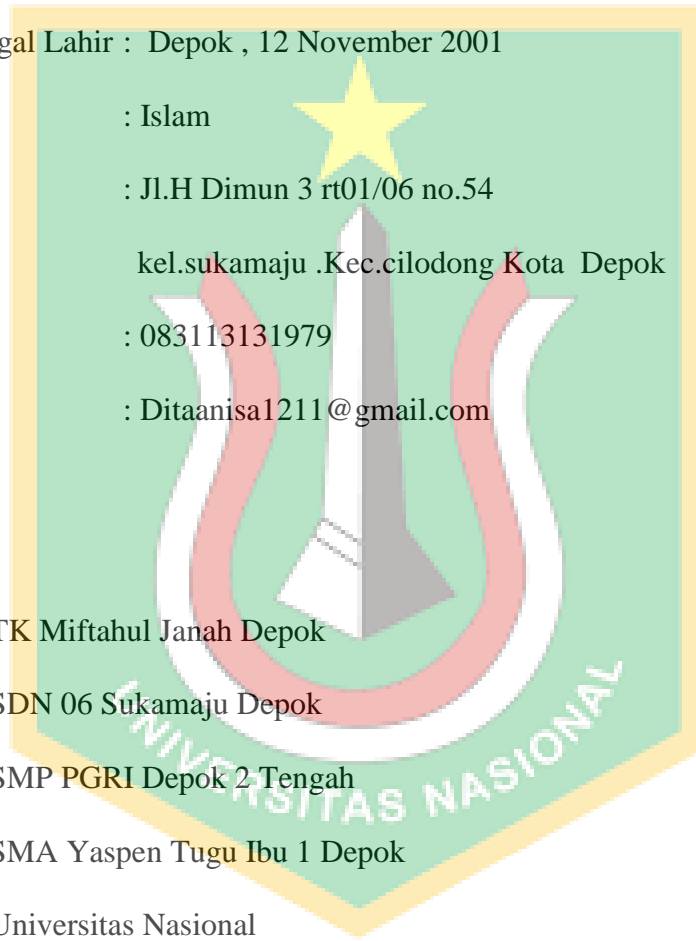 gal Lahir : Depok , 12 November 2001
: Islam
: Jl.H Dimun 3 rt01/06 no.54
kel.sukamaju .Kec.cilodong Kota Depok
: 083113131979
: Ditaanisa1211@gmail.com
TK Miftahul Janah Depok
SDN 06 Sukamaju Depok
SMP PGRI Depok 2 Tengah
SMA Yaspen Tugu Ibu 1 Depok
Universitas Nasional
UNIVERSITAS NASIONAL